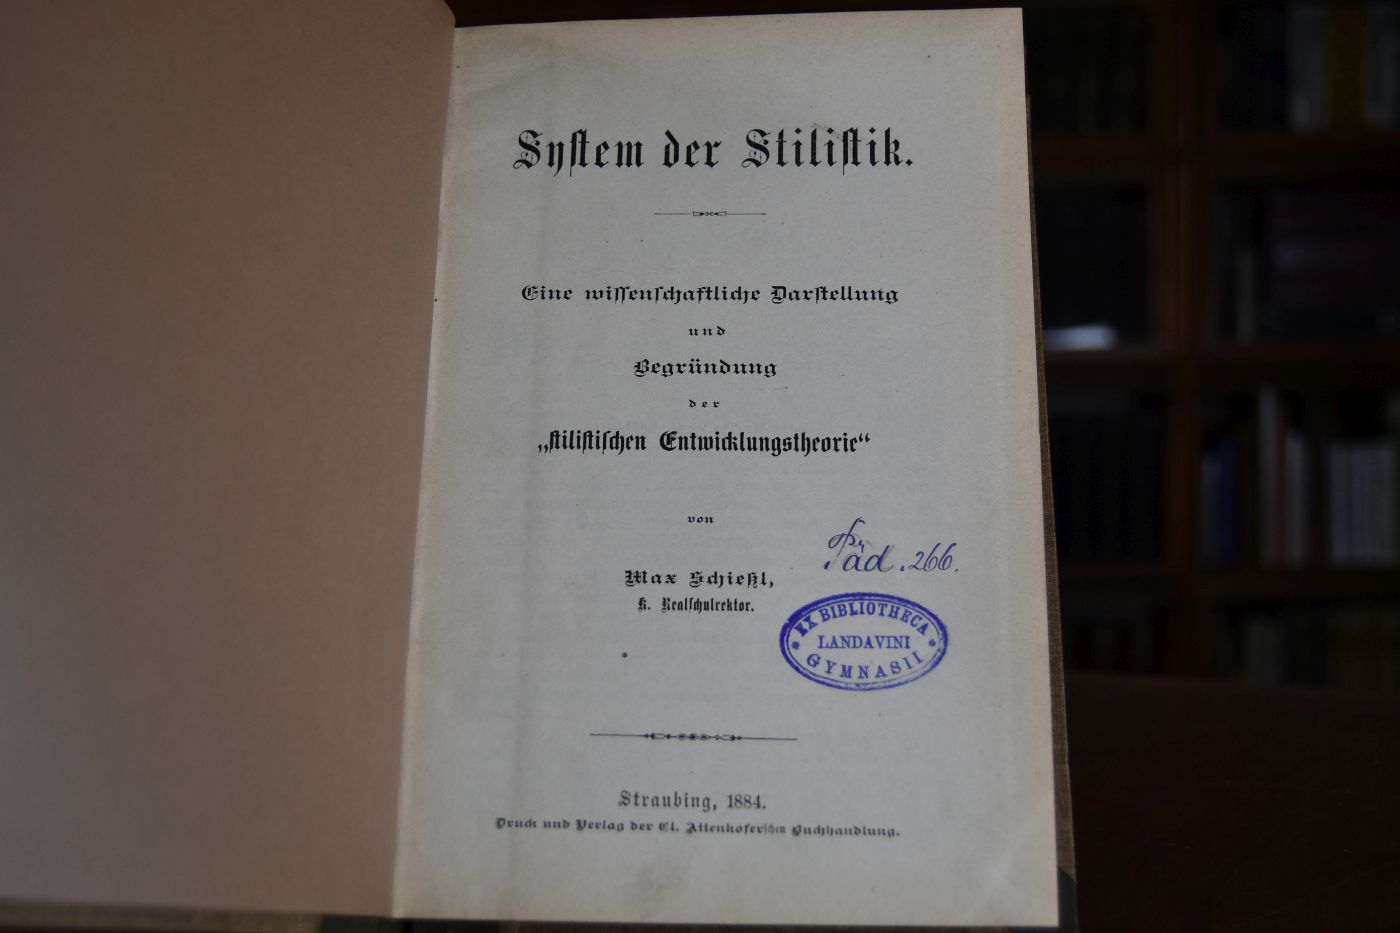 System der Stilistik.
Eine wissenschaftliche Darstellung
und
Begründung
der
„stilistischen Entwicklungstheorie“
von
Max Schießl,
K. Realschulrektor.
Päd. 266.
EX BIBLIOTHECA
LANDAVINI
GYMNASII
Straubing, 1884.
Druck und Verlag der Cl. Attenkofer'schen Buchhandlung.